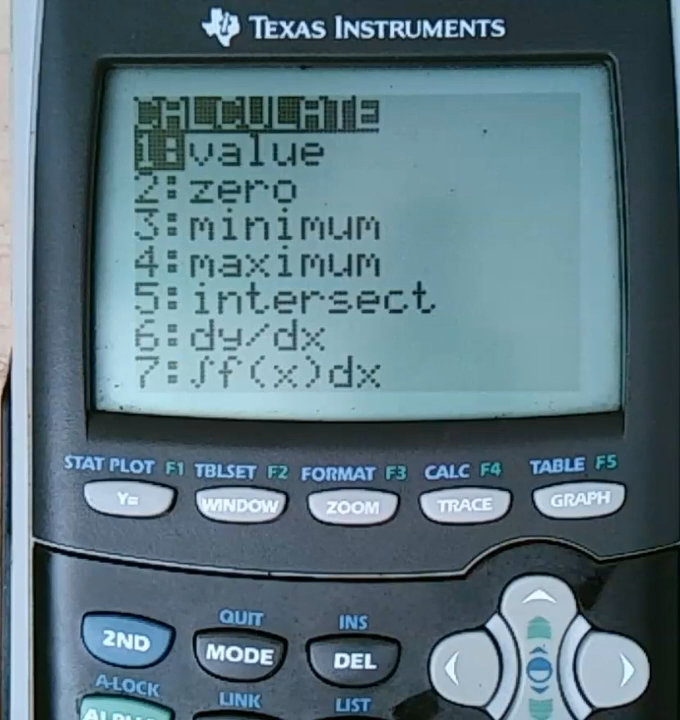 TEXAS INSTRUMENTS
CALCULATE
1:value
2:zero
3:minimum
4:maximum
5:intersect
6:dy/dx
7:∫f(x)dx
STAT PLOT F1 TBLSET F2 FORMAT F3 CALC F4 TABLE F5
Y= WINDOW ZOOM TRACE GRAPH
QUIT INS
2ND MODE DEL
A-LOCK LINK LIST
ALPHA